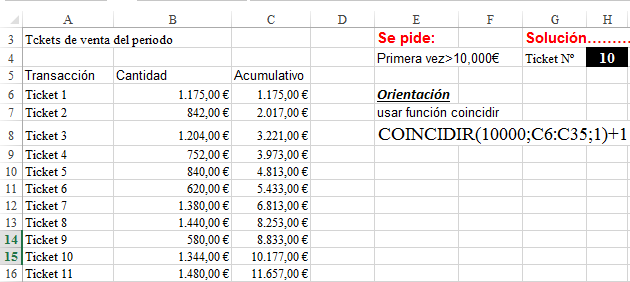 A B C D E F G H
3 Tckets de venta del periodo Se pide: Solución.........
4 Primera vez>10,000€ Ticket Nº 10
5 Transacción Cantidad Acumulativo
6 Ticket 1 1.175,00 € 1.175,00 € Orientación
7 Ticket 2 842,00 € 2.017,00 € usar función coincidir
8 Ticket 3 1.204,00 € 3.221,00 € COINCIDIR(10000;C6:C35;1)+1
9 Ticket 4 752,00 € 3.973,00 €
10 Ticket 5 840,00 € 4.813,00 €
11 Ticket 6 620,00 € 5.433,00 €
12 Ticket 7 1.380,00 € 6.813,00 €
13 Ticket 8 1.440,00 € 8.253,00 €
14 Ticket 9 580,00 € 8.833,00 €
15 Ticket 10 1.344,00 € 10.177,00 €
16 Ticket 11 1.480,00 € 11.657,00 €